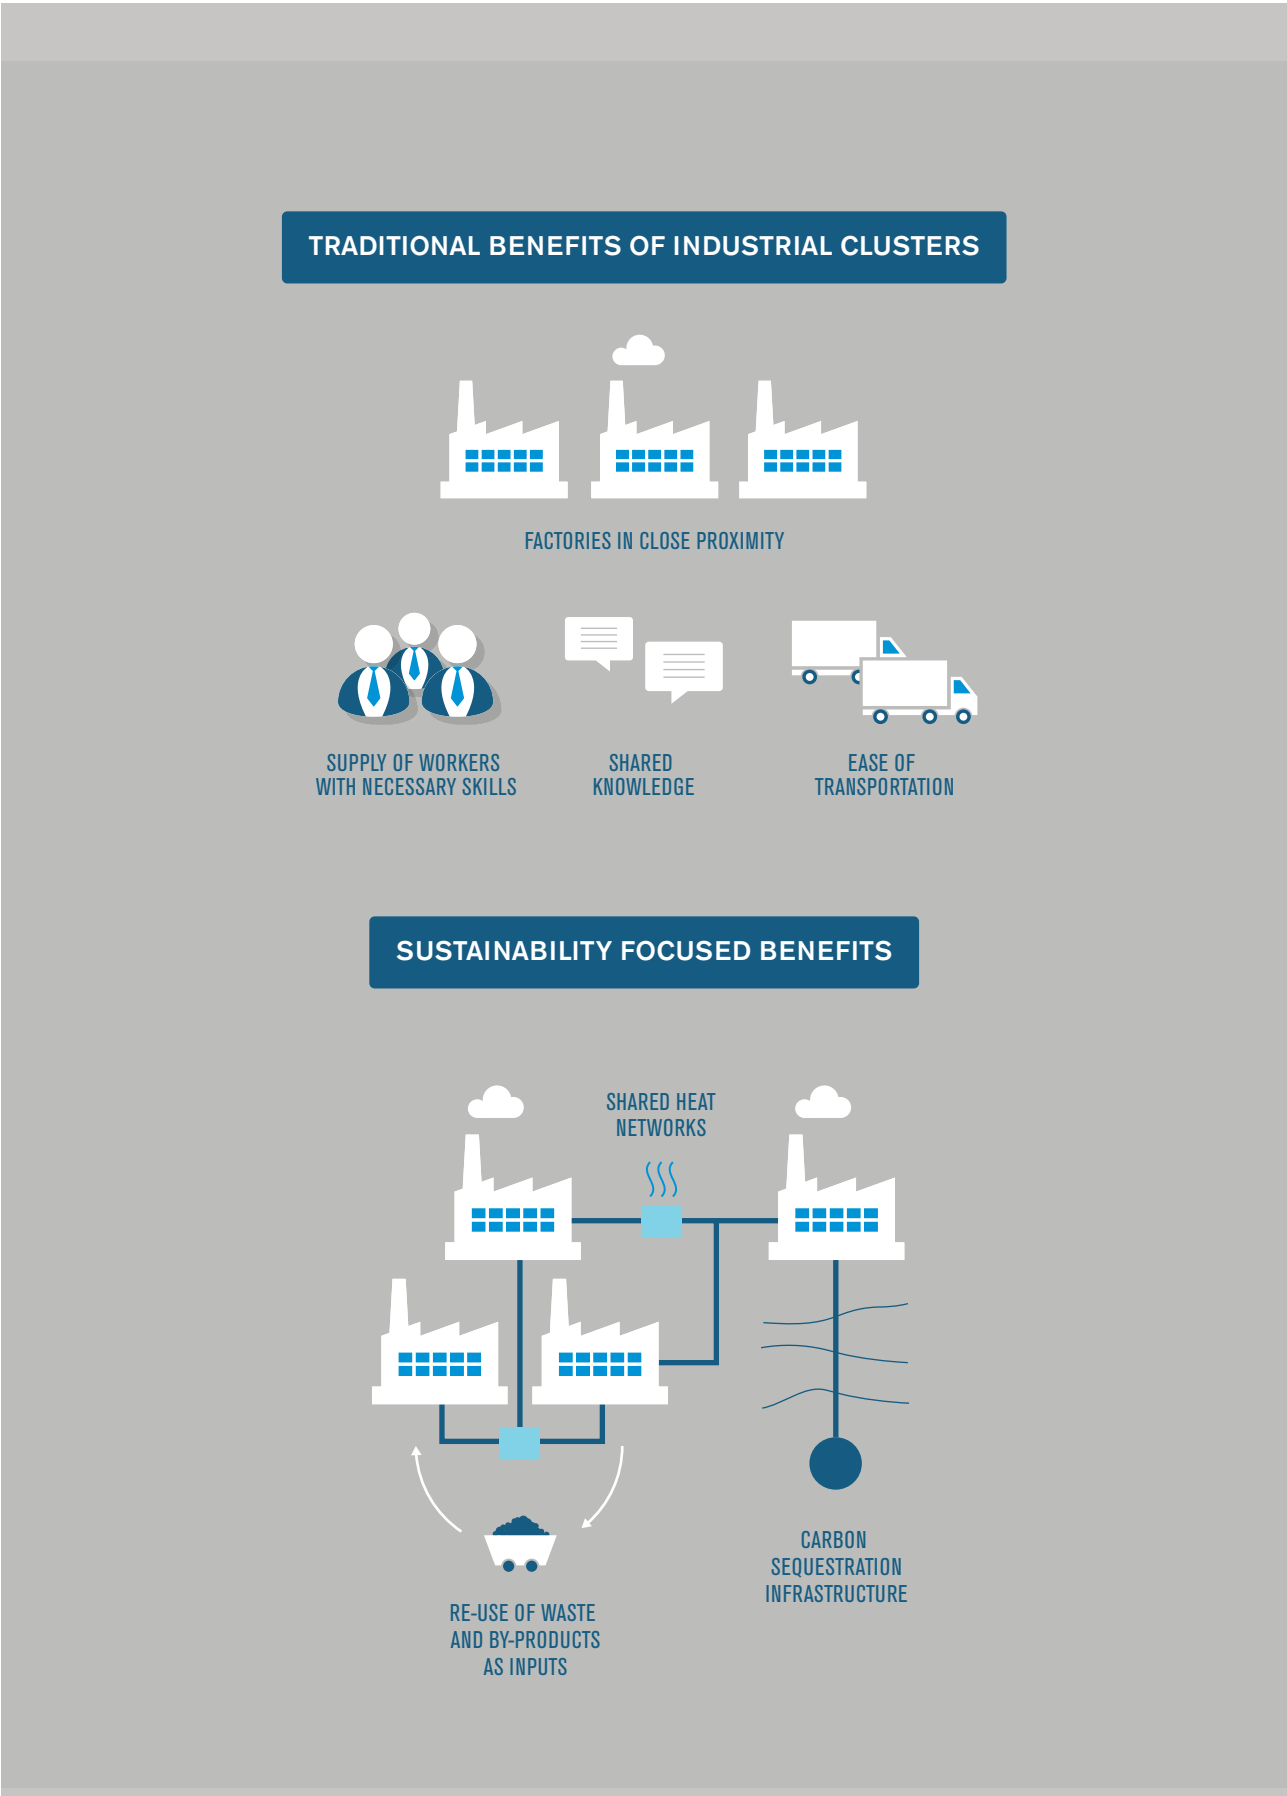 TRADITIONAL BENEFITS OF INDUSTRIAL CLUSTERS
FACTORIES IN CLOSE PROXIMITY
SUPPLY OF WORKERS
WITH NECESSARY SKILLS
SHARED
KNOWLEDGE
EASE OF
TRANSPORTATION
SUSTAINABILITY FOCUSED BENEFITS
SHARED HEAT
NETWORKS
CARBON
SEQUESTRATION
INFRASTRUCTURE
RE-USE OF WASTE
AND BY-PRODUCTS
AS INPUTS